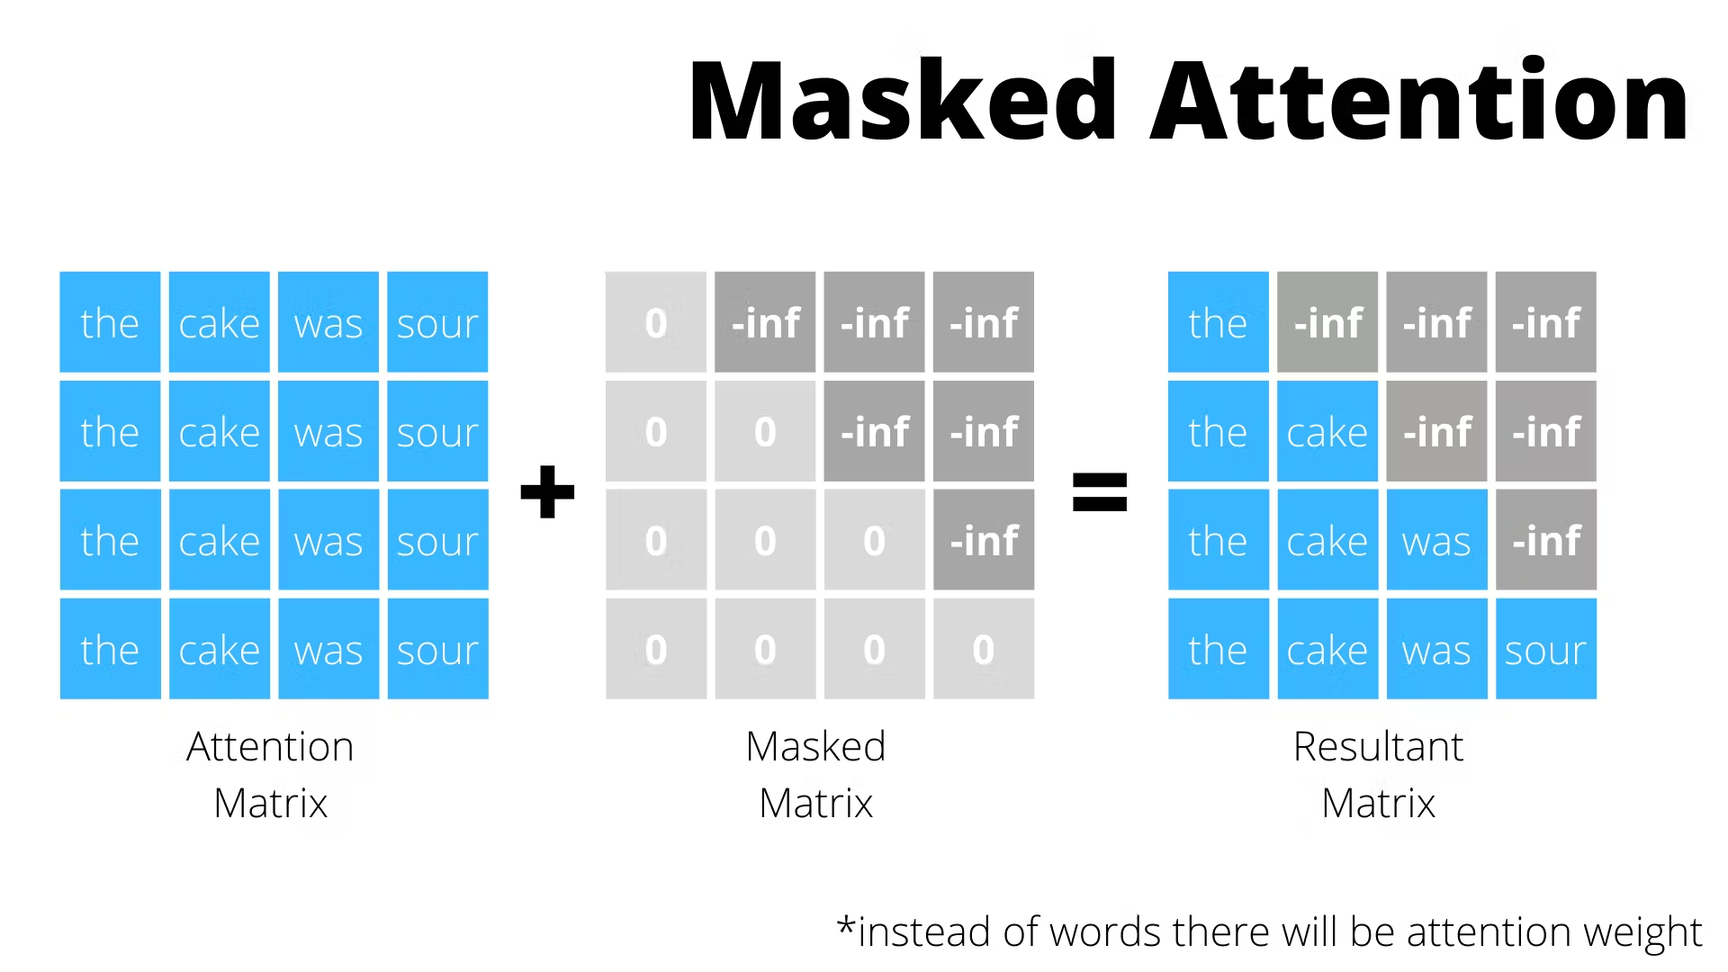 Masked Attention
the cake was sour 0 -inf -inf -inf the -inf -inf -inf
the cake was sour 0 0 -inf -inf the cake -inf -inf
+ =
the cake was sour 0 0 0 -inf the cake was -inf
the cake was sour 0 0 0 0 the cake was sour
Attention Masked Resultant
Matrix Matrix Matrix
*instead of words there will be attention weight